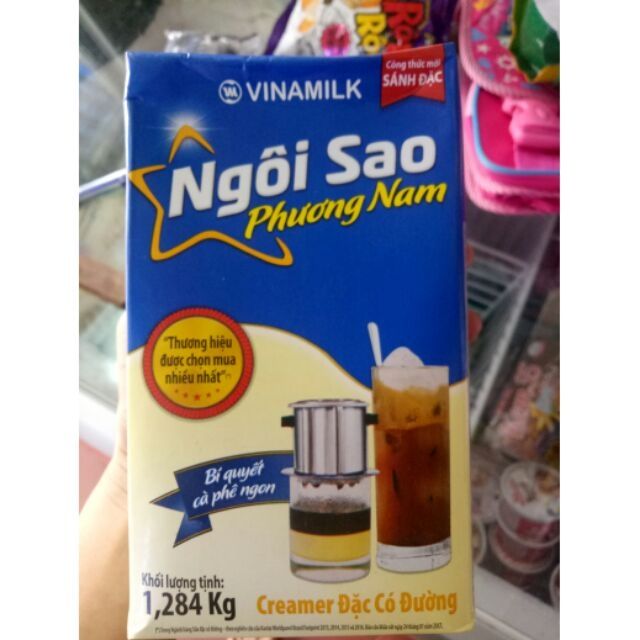 VINAMILK
Công thức mới
SÁNH ĐẶC
Ngôi Sao
Phương Nam
"Thương hiệu
được chọn mua
nhiều nhất"(*)
Bí quyết
cà phê ngon
Khối lượng tịnh:
1,284 Kg
Creamer Đặc Có Đường